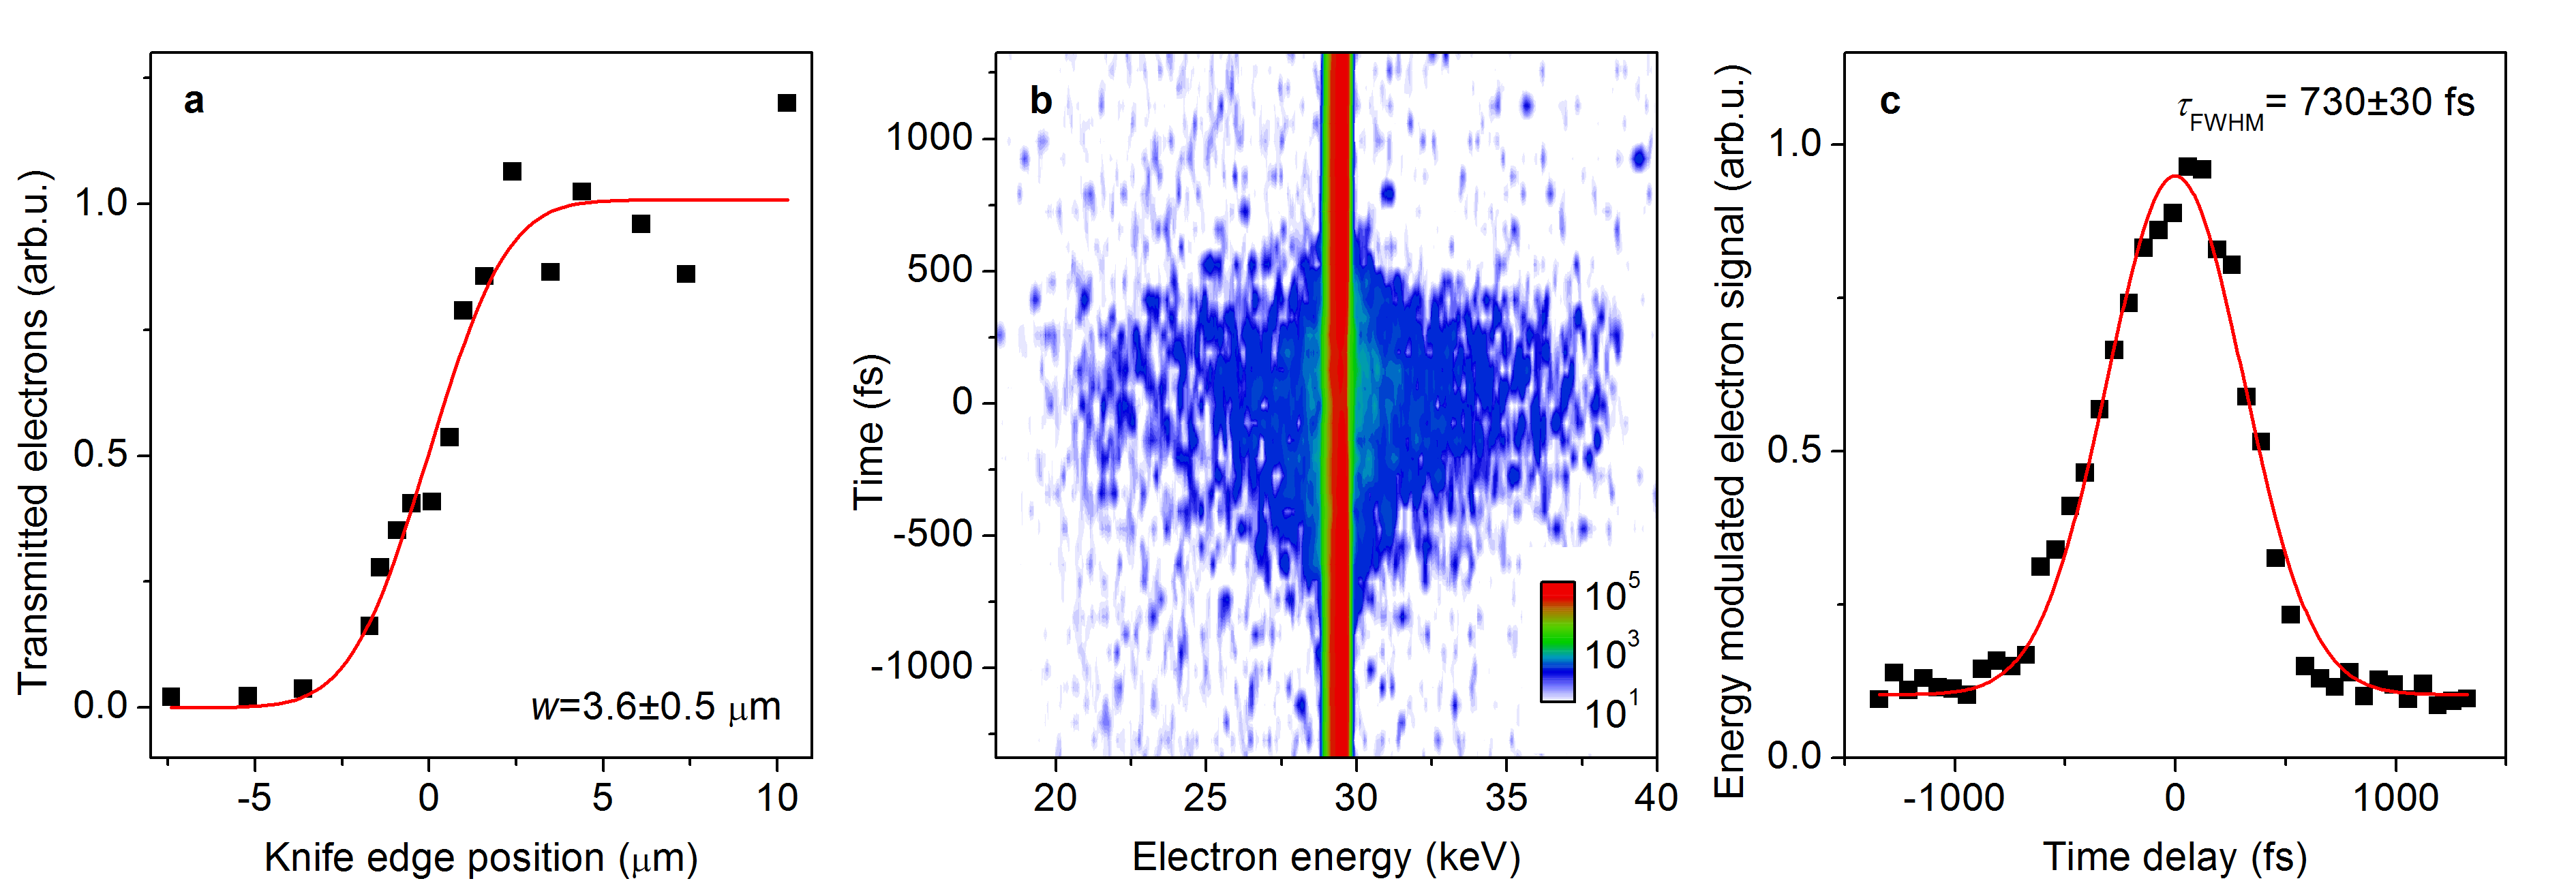 a
Transmitted electrons (arb.u.)
1.0
0.5
0.0
w=3.6±0.5 μm
-5
0
5
10
Knife edge position (μm)
b
Time (fs)
1000
500
0
-500
-1000
10^5
10^3
10^1
20
25
30
35
40
Electron energy (keV)
c
τFWHM= 730±30 fs
Energy modulated electron signal (arb.u.)
1.0
0.5
0.0
-1000
0
1000
Time delay (fs)